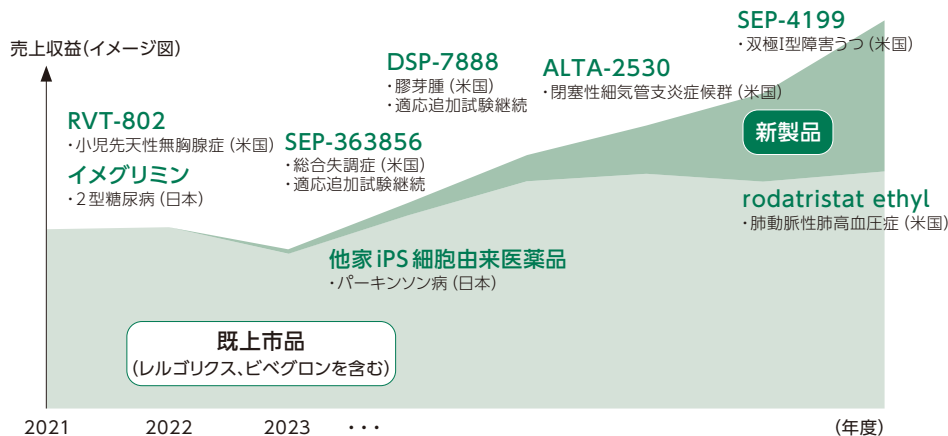 売上収益(イメージ図)
RVT-802
・小児先天性無胸腺症（米国）
イメグリミン
・2型糖尿病（日本）
SEP-363856
・総合失調症（米国）
・適応追加試験継続
DSP-7888
・膠芽腫（米国）
・適応追加試験継続
ALTA-2530
・閉塞性細気管支炎症候群（米国）
SEP-4199
・双極I型障害うつ（米国）
新製品
rodatristat ethyl
・肺動脈性肺高血圧症（米国）
他家iPS細胞由来医薬品
・パーキンソン病（日本）
既上市品
(レルゴリクス、ビベグロンを含む)
2021 2022 2023 ・・・ (年度)